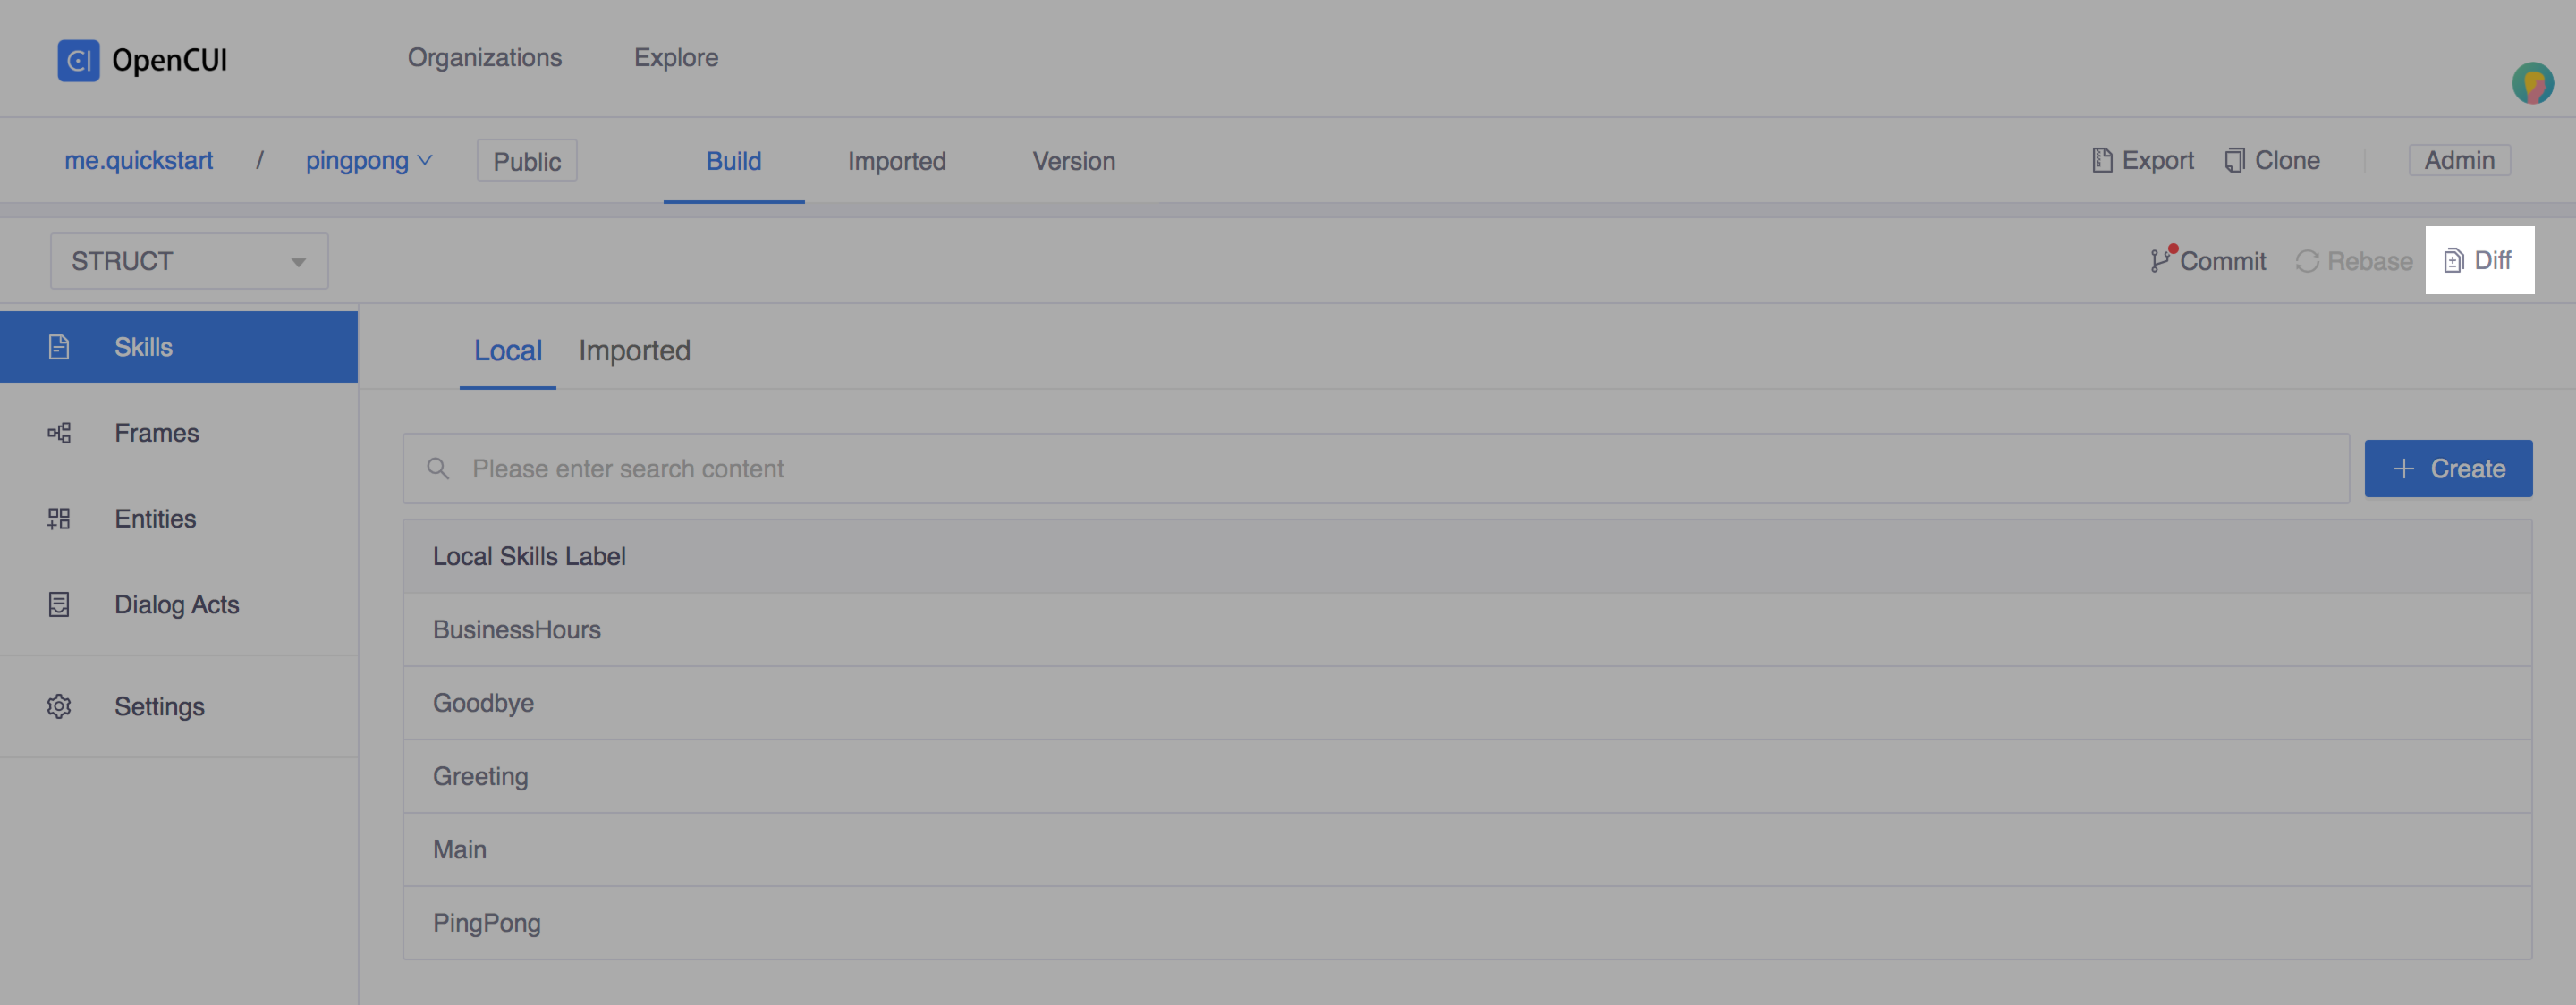 CI OpenCUI Organizations Explore
me.quickstart / pingpong Public Build Imported Version Export Clone Admin
STRUCT Commit Rebase Diff
Skills
Frames
Entities
Dialog Acts
Settings
Local Imported
Please enter search content + Create
Local Skills Label
BusinessHours
Goodbye
Greeting
Main
PingPong